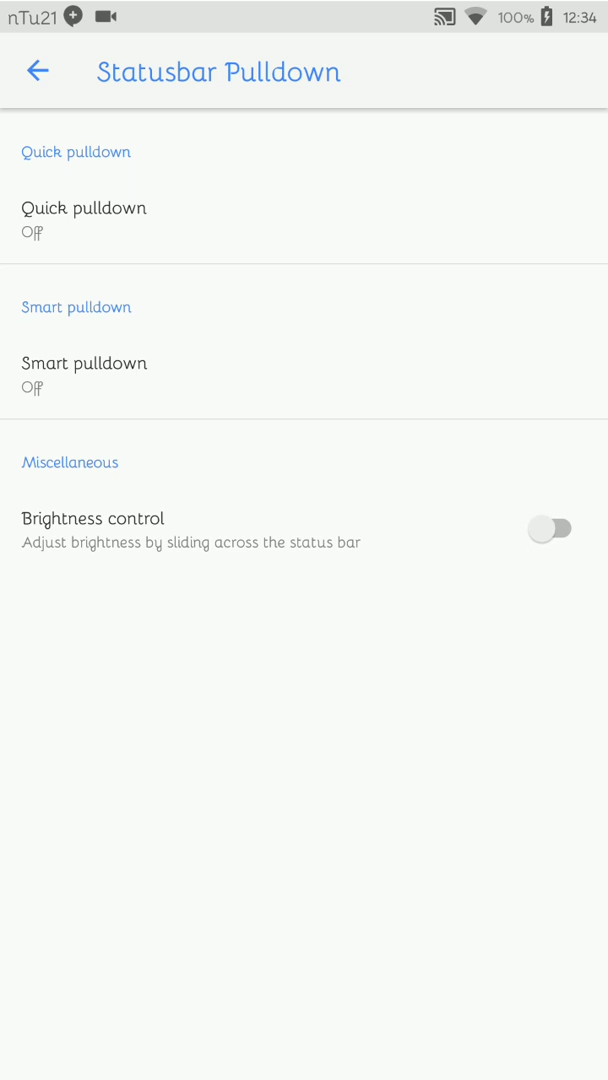 nTu21 100% 12:34
Statusbar Pulldown
Quick pulldown
Quick pulldown
Off
Smart pulldown
Smart pulldown
Off
Miscellaneous
Brightness control
Adjust brightness by sliding across the status bar